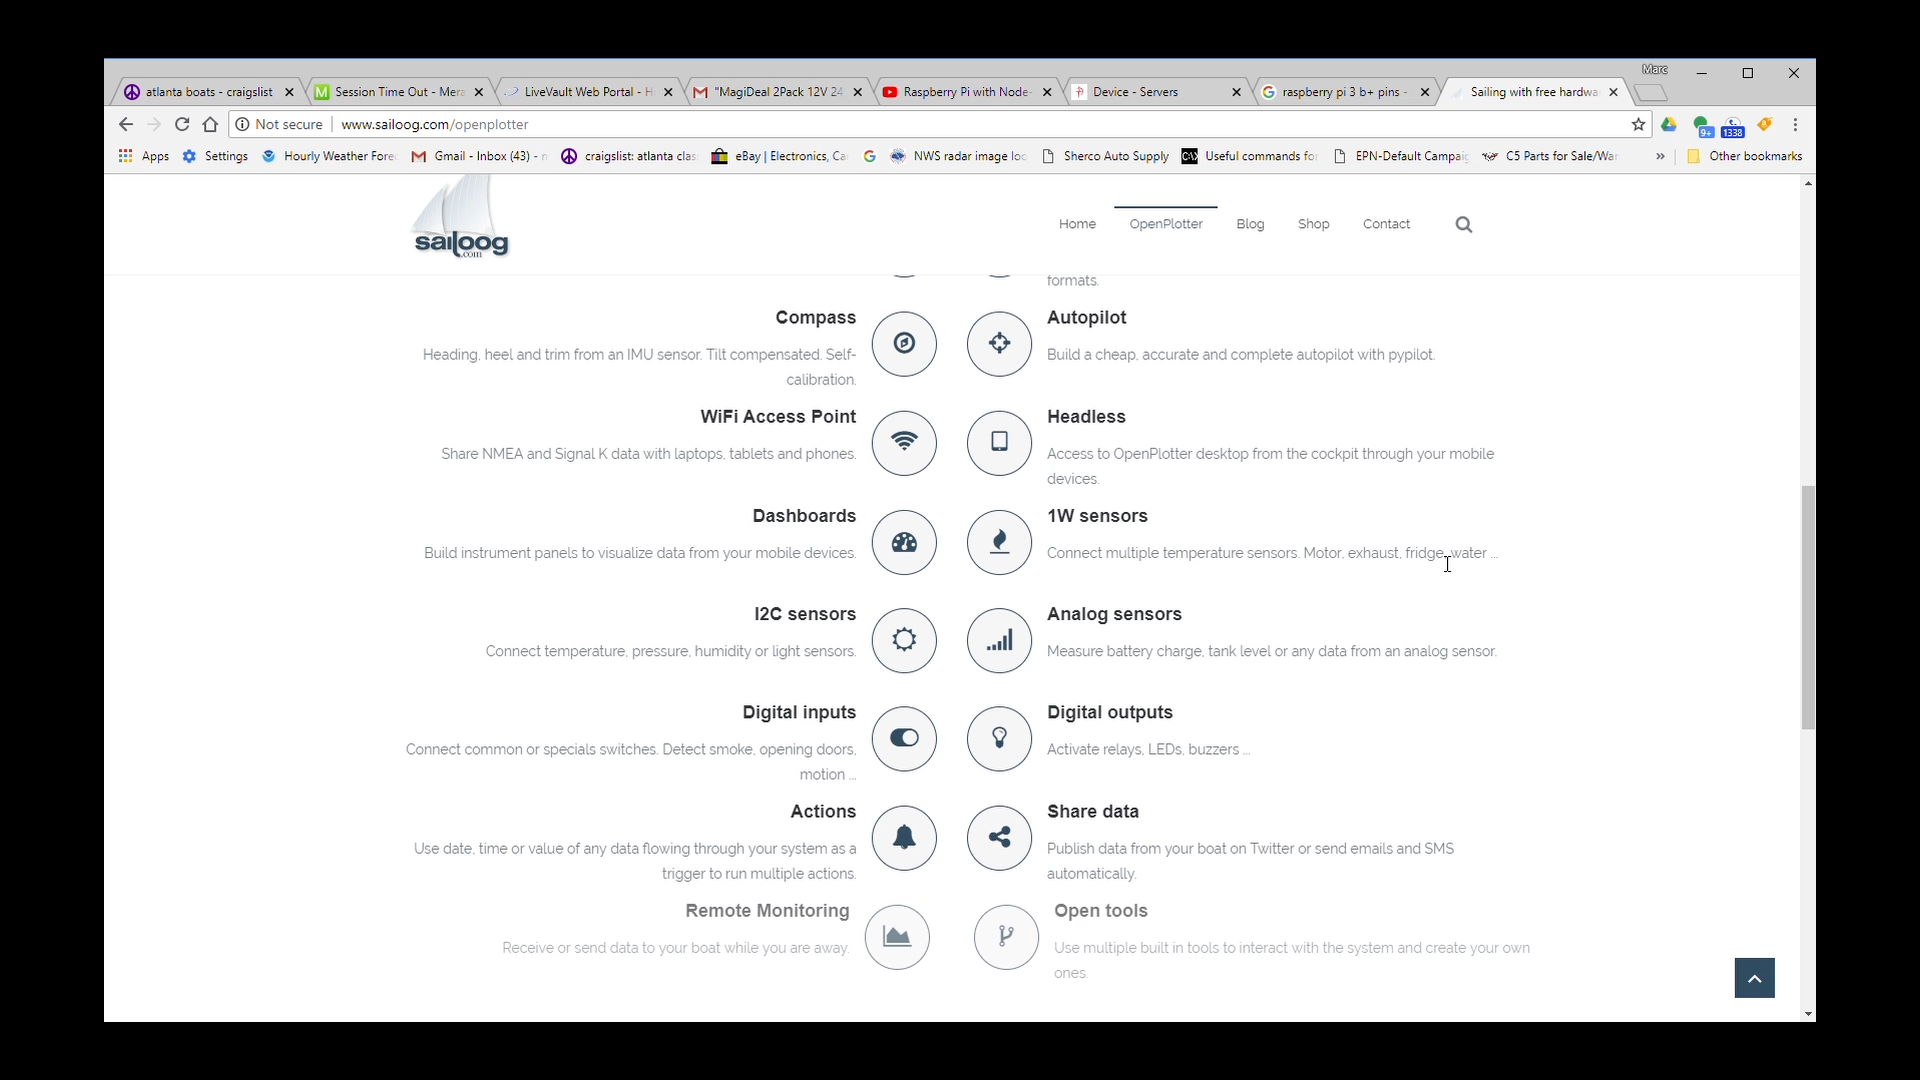 Marc
atlanta boats - craigslist
Session Time Out - Mera
LiveVault Web Portal - H
"MagiDeal 2Pack 12V 24
Raspberry Pi with Node-
Device - Servers
raspberry pi 3 b+ pins -
Sailing with free hardwa
Not secure
www.sailoog.com/openplotter
9+
1338
Apps
Settings
Hourly Weather Fore
Gmail - Inbox (43) -
craigslist: atlanta clas
eBay | Electronics, Ca
NWS radar image loo
Sherco Auto Supply
Useful commands fo
EPN-Default Campaig
C5 Parts for Sale/Wan
»
Other bookmarks
sailoog
.com
Home
OpenPlotter
Blog
Shop
Contact
formats.
Compass
Heading, heel and trim from an IMU sensor. Tilt compensated. Self-
calibration.
Autopilot
Build a cheap, accurate and complete autopilot with pypilot.
WiFi Access Point
Share NMEA and Signal K data with laptops, tablets and phones.
Headless
Access to OpenPlotter desktop from the cockpit through your mobile
devices.
Dashboards
Build instrument panels to visualize data from your mobile devices.
1W sensors
Connect multiple temperature sensors. Motor, exhaust, fridge, water ...
I2C sensors
Connect temperature, pressure, humidity or light sensors.
Analog sensors
Measure battery charge, tank level or any data from an analog sensor.
Digital inputs
Connect common or specials switches. Detect smoke, opening doors,
motion ...
Digital outputs
Activate relays, LEDs, buzzers ...
Actions
Use date, time or value of any data flowing through your system as a
trigger to run multiple actions.
Share data
Publish data from your boat on Twitter or send emails and SMS
automatically.
Remote Monitoring
Receive or send data to your boat while you are away.
Open tools
Use multiple built in tools to interact with the system and create your own
ones.